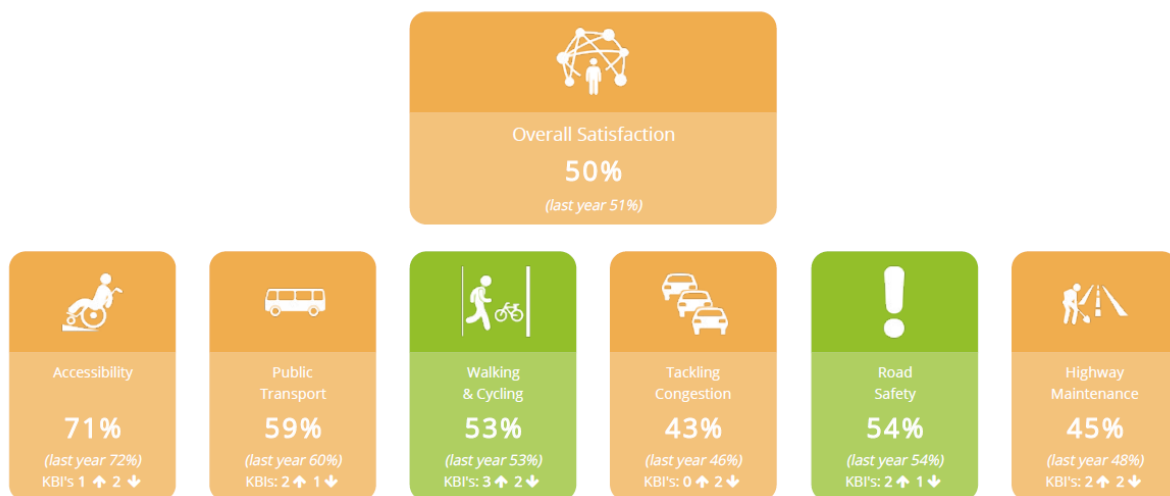 Overall Satisfaction
50%
(last year 51%)
Accessibility
71%
(last year 72%)
KBI's 1 ↑ 2 ↓
Public
Transport
59%
(last year 60%)
KBIs: 2 ↑ 1 ↓
Walking
& Cycling
53%
(last year 53%)
KBI's: 3 ↑ 2 ↓
Tackling
Congestion
43%
(last year 46%)
KBI's: 0 ↑ 2 ↓
Road
Safety
54%
(last year 54%)
KBI's: 2 ↑ 1 ↓
Highway
Maintenance
45%
(last year 48%)
KBI's: 2 ↑ 2 ↓